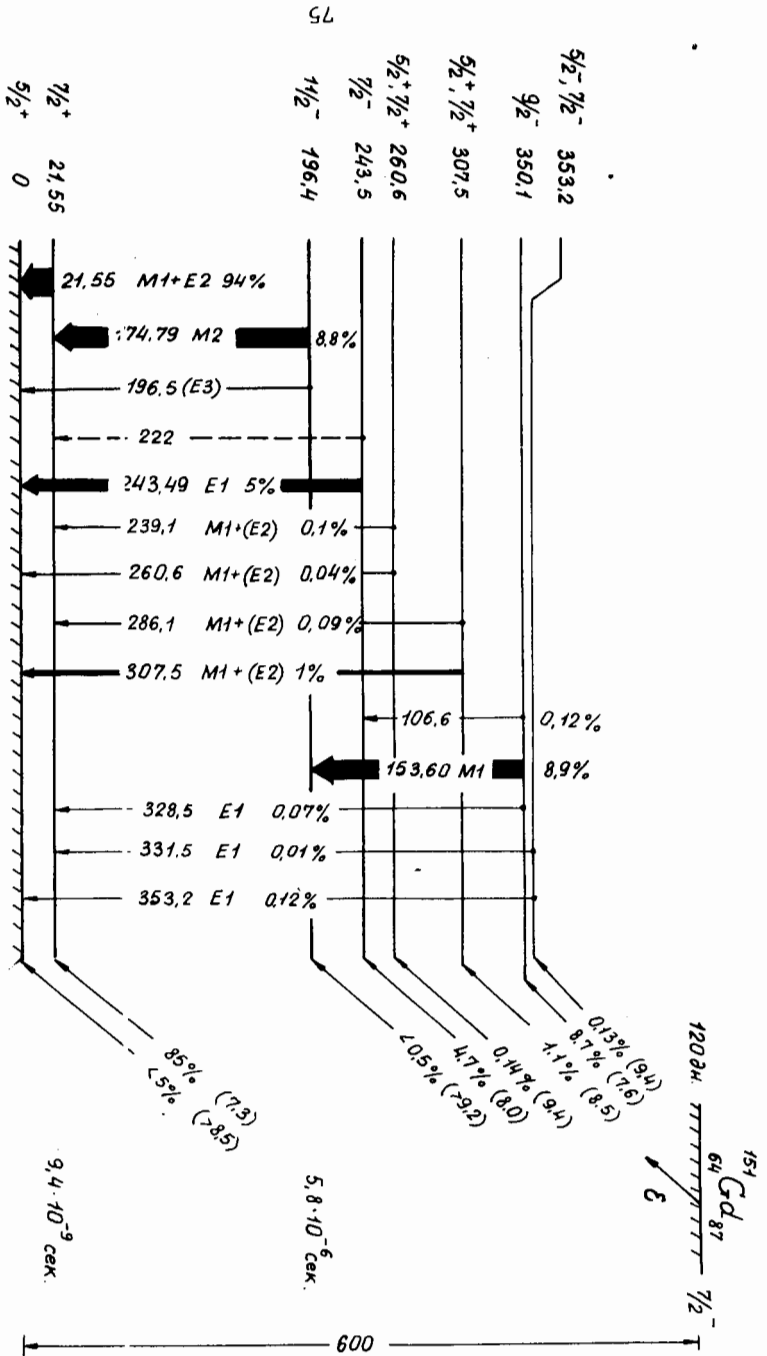 75
¹⁵¹₆₄Gd₈₇ 7/2⁻
120 дн.
ε
600
5/2⁻, 7/2⁻ 353,2
9/2⁻ 350,1
5/2⁺, 7/2⁺ 307,5
5/2⁺, 7/2⁺ 260,6
7/2⁻ 243,5
11/2⁻ 196,4
7/2⁺ 21,55
5/2⁺ 0
21,55 M1+E2 94%
174,79 M2 8,8%
196,5 (E3)
222
243,49 E1 5%
239,1 M1+(E2) 0,1%
260,6 M1+(E2) 0,04%
286,1 M1+(E2) 0,09%
307,5 M1+(E2) 1%
106,6 0,12%
153,60 M1 8,9%
328,5 E1 0,07%
331,5 E1 0,01%
353,2 E1 0,12%
0,13% (9,4)
8,7% (7,6)
1,1% (8,5)
0,14% (9,4)
4,7% (8,0)
<0,5% (>9,2)
85% (7,3)
<5% (>8,5)
5,8·10⁻⁶ сек.
9,4·10⁻⁹ сек.